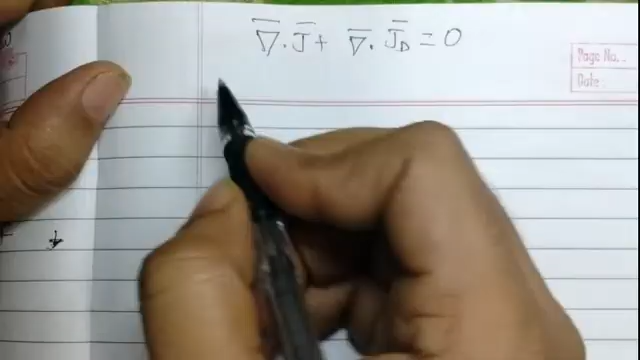 ∇̅ · J̅ + ∇̅ · J̅_D = 0
Page No.
Date: